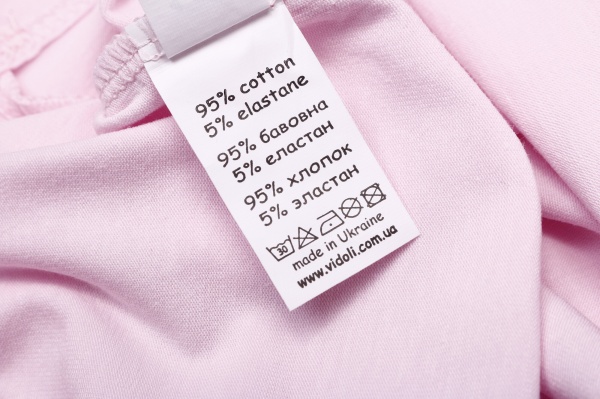 95% cotton
5% elastane
95% бавовна
5% еластан
95% хлопок
5% эластан
30
made in Ukraine
www.vidoli.com.ua